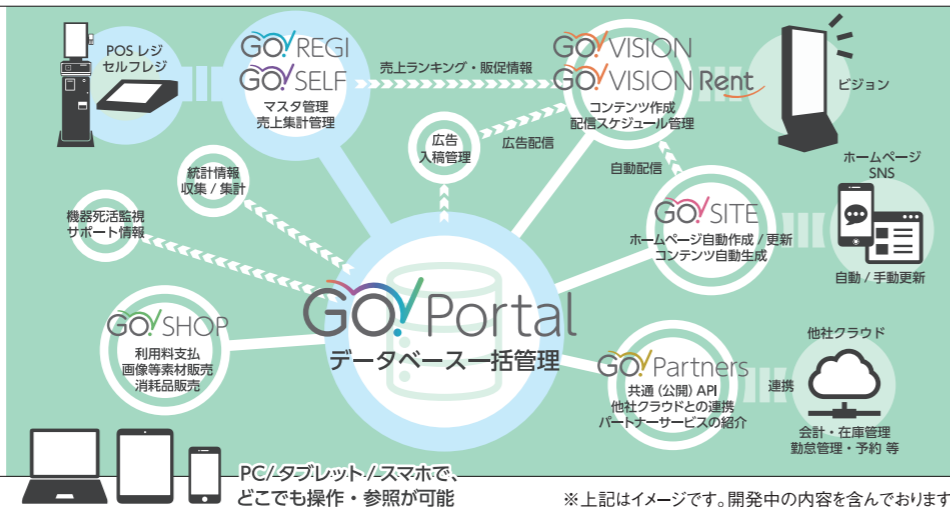 POS レジ
セルフレジ
GO! REGI
GO! SELF
マスタ管理
売上集計管理
売上ランキング・販促情報
GO! VISION
GO! VISION Rent
コンテンツ作成
配信スケジュール管理
ビジョン
広告
入稿管理
広告配信
自動配信
統計情報
収集 / 集計
機器死活監視
サポート情報
GO! SITE
ホームページ自動作成 / 更新
コンテンツ自動生成
ホームページ
SNS
自動 / 手動更新
GO! Portal
データベース一括管理
GO! SHOP
利用料支払
画像等素材販売
消耗品販売
GO! Partners
共通（公開）API
他社クラウドとの連携
パートナーサービスの紹介
連携
他社クラウド
会計・在庫管理
勤怠管理・予約 等
PC/タブレット/スマホで、
どこでも操作・参照が可能
※上記はイメージです。開発中の内容を含んでおります